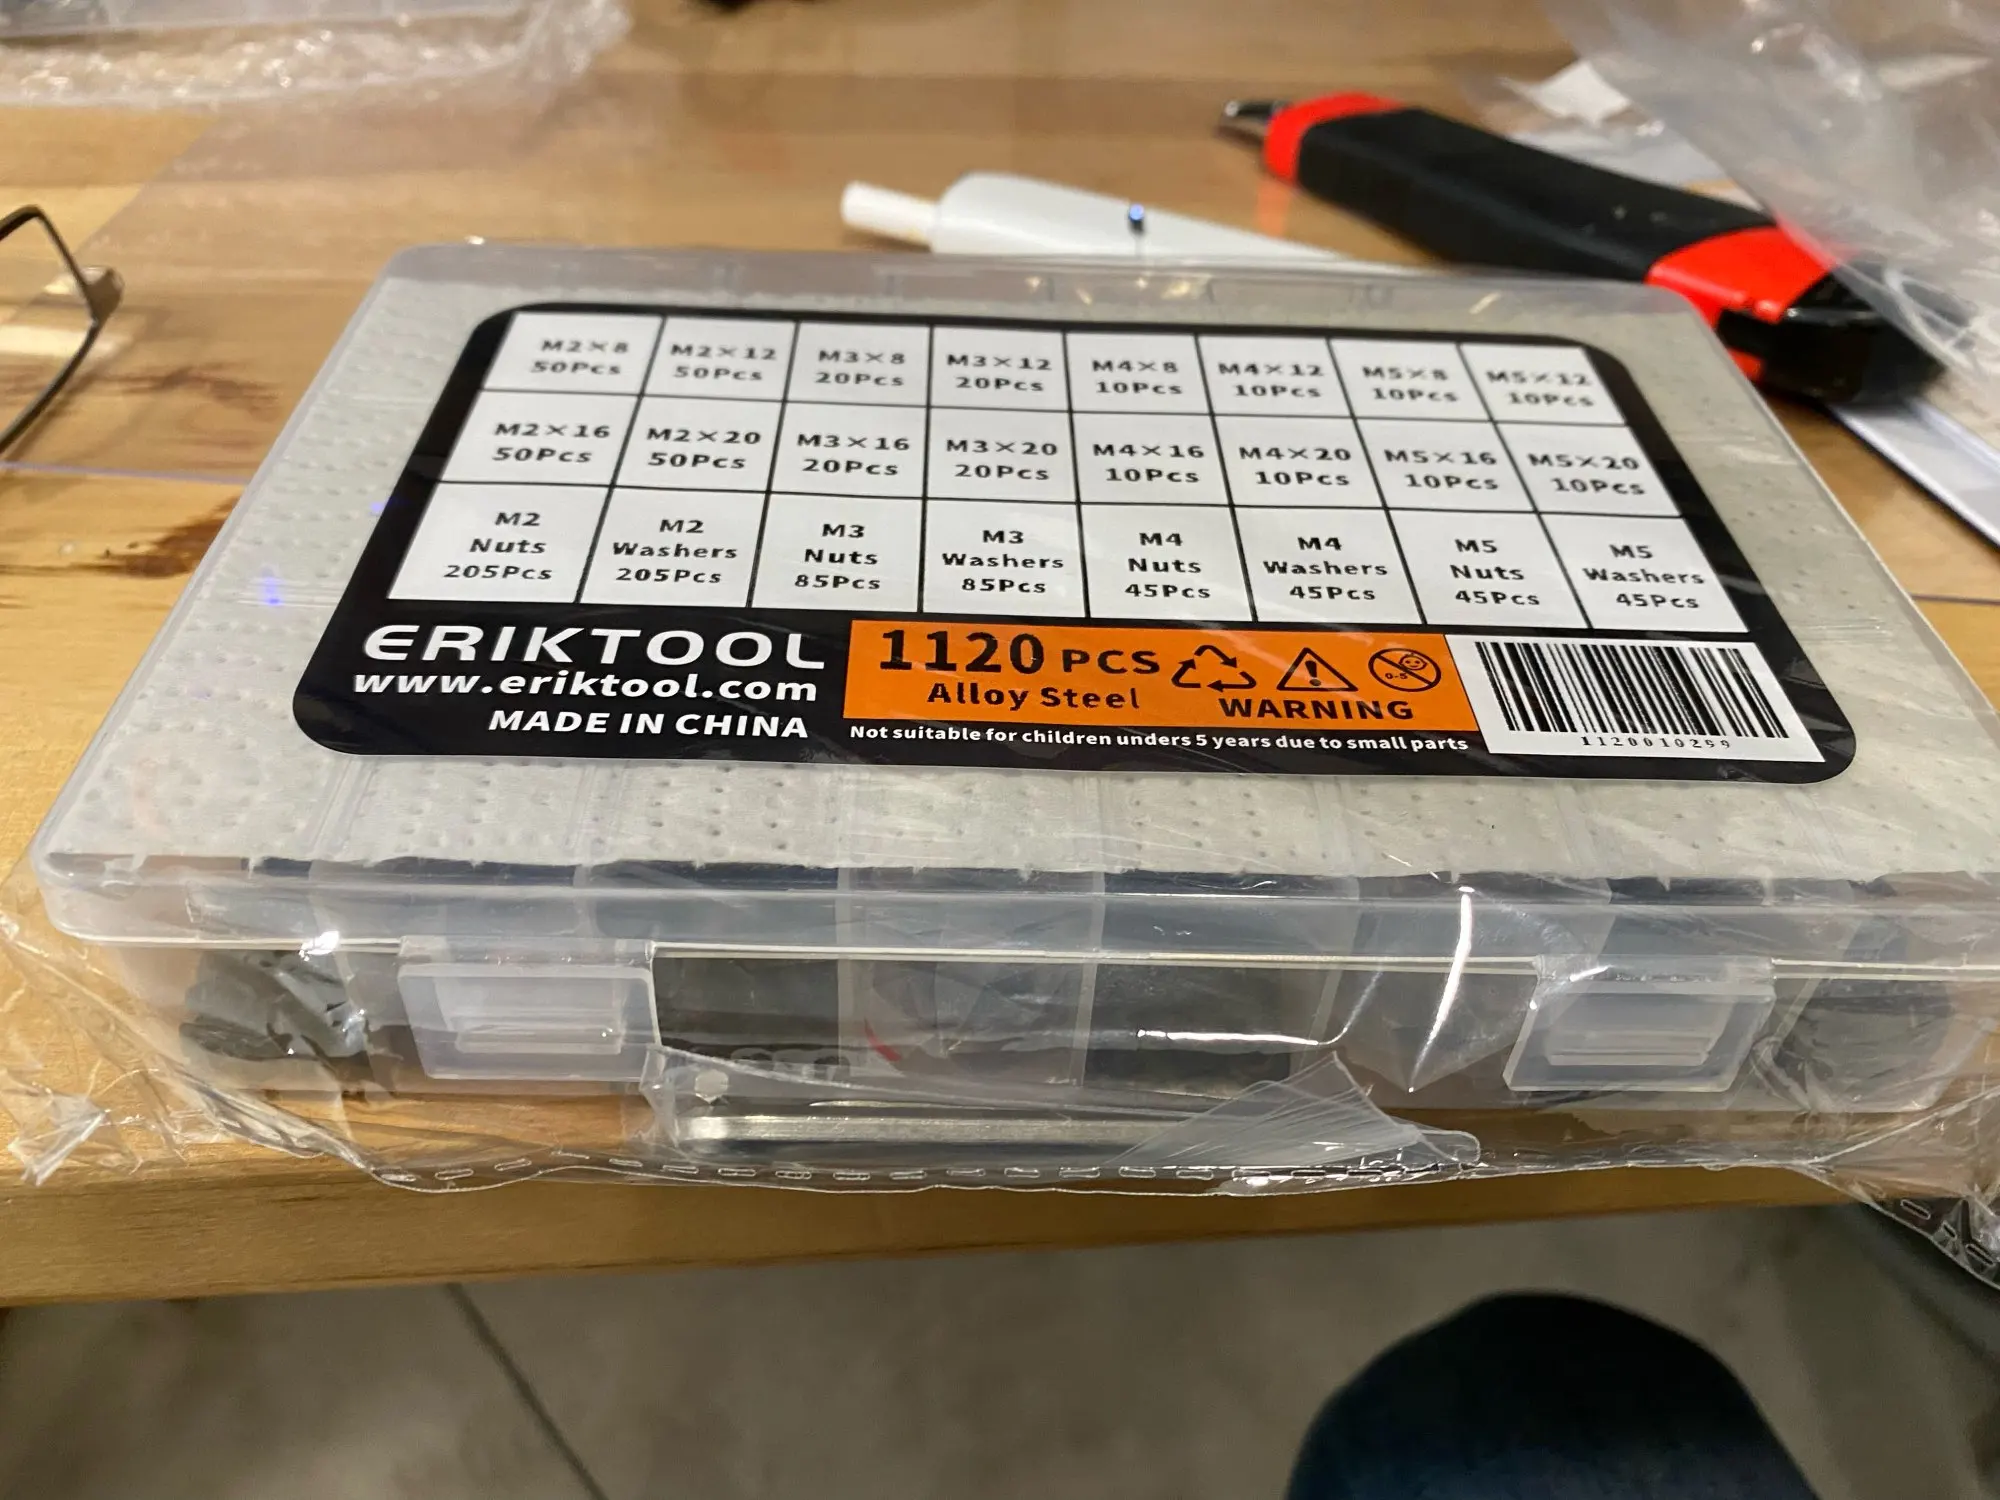 M2×8
50Pcs
M2×12
50Pcs
M3×8
20Pcs
M3×12
20Pcs
M4×8
10Pcs
M4×12
10Pcs
M5×8
10Pcs
M5×12
10Pcs
M2×16
50Pcs
M2×20
50Pcs
M3×16
20Pcs
M3×20
20Pcs
M4×16
10Pcs
M4×20
10Pcs
M5×16
10Pcs
M5×20
10Pcs
M2
Nuts
205Pcs
M2
Washers
205Pcs
M3
Nuts
85Pcs
M3
Washers
85Pcs
M4
Nuts
45Pcs
M4
Washers
45Pcs
M5
Nuts
45Pcs
M5
Washers
45Pcs
ERIKTOOL
www.eriktool.com
MADE IN CHINA
1120 PCS
Alloy Steel
0-5
WARNING
Not suitable for children unders 5 years due to small parts
1120010299